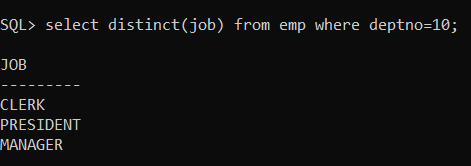 SQL> select distinct(job) from emp where deptno=10;
JOB
---------
CLERK
PRESIDENT
MANAGER